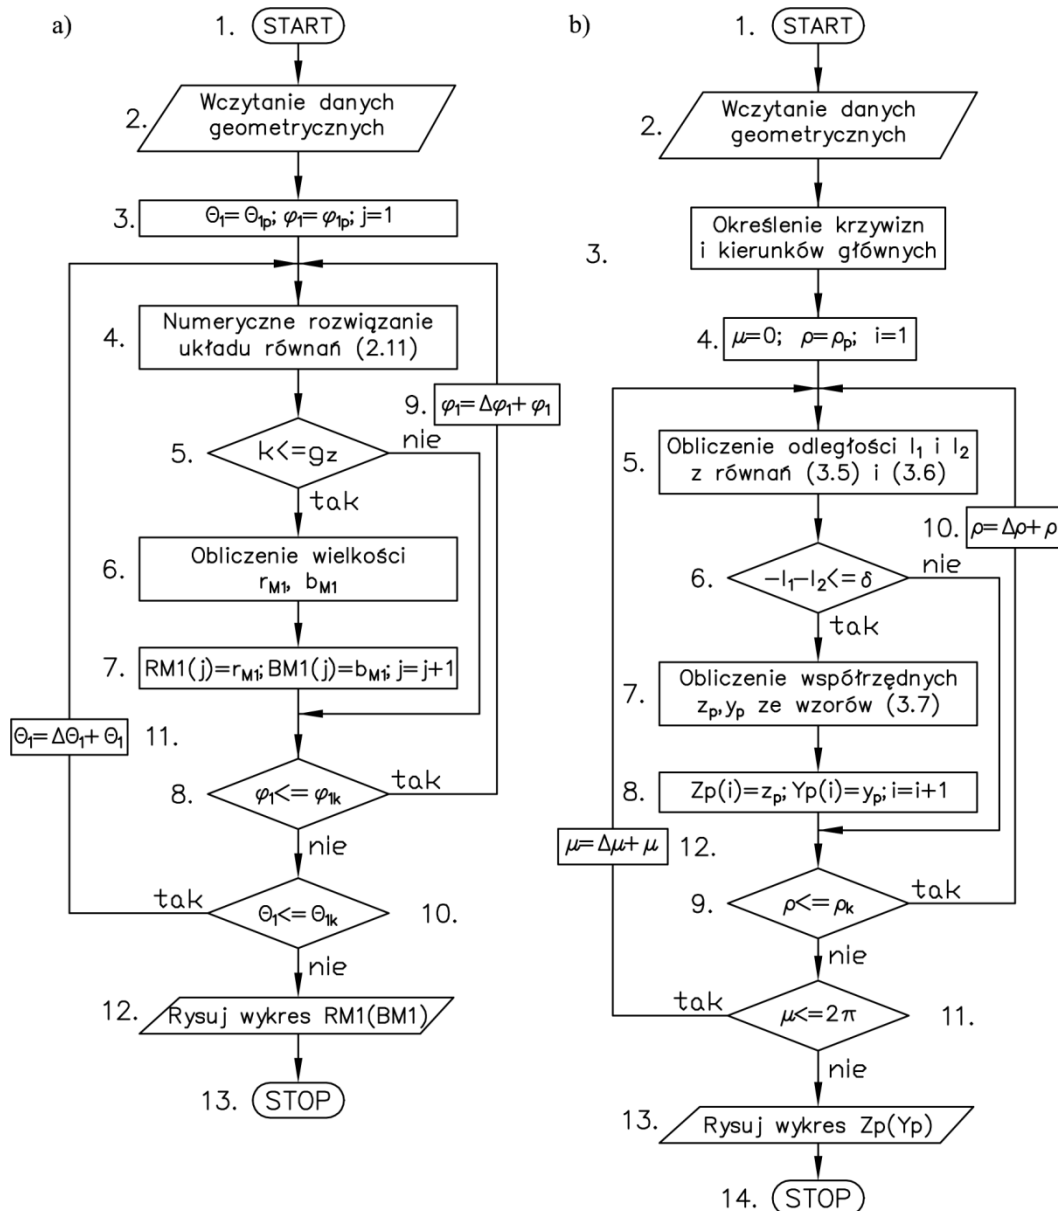 a)
1. START
2. Wczytanie danych
geometrycznych
3. Θ₁=Θ₁ₚ; φ₁=φ₁ₚ; j=1
4. Numeryczne rozwiązanie
układu równań (2.11)
9. φ₁=Δφ₁+φ₁
5. k<=gz
nie
tak
6. Obliczenie wielkości
r_M1, b_M1
7. RM1(j)=r_M1; BM1(j)=b_M1; j=j+1
Θ₁=ΔΘ₁+Θ₁ 11.
8. φ₁<=φ₁ₖ
tak
nie
tak
Θ₁<=Θ₁ₖ 10.
nie
12. Rysuj wykres RM1(BM1)
13. STOP
b)
1. START
2. Wczytanie danych
geometrycznych
3. Określenie krzywizn
i kierunków głównych
4. μ=0; ρ=ρₚ; i=1
5. Obliczenie odległości l₁ i l₂
z równań (3.5) i (3.6)
10. ρ=Δρ+ρ
6. -l₁-l₂<=δ
nie
tak
7. Obliczenie współrzędnych
zₚ,yₚ ze wzorów (3.7)
8. Zp(i)=zₚ; Yp(i)=yₚ; i=i+1
μ=Δμ+μ 12.
9. ρ<=ρₖ
tak
nie
tak
μ<=2π 11.
nie
13. Rysuj wykres Zp(Yp)
14. STOP